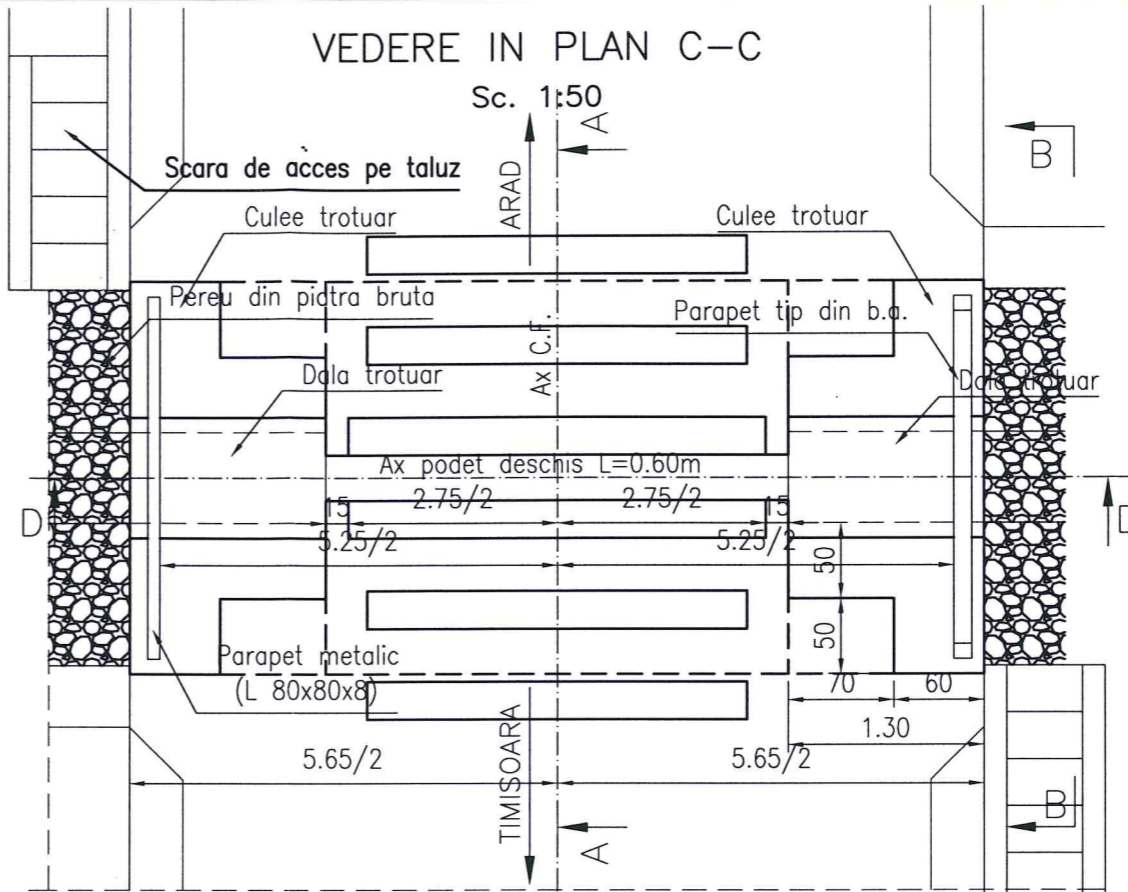 VEDERE IN PLAN C-C
Sc. 1:50
A
B
Scara de acces pe taluz
ARAD
Culee trotuar
Culee trotuar
Pereu din piatra bruta
Parapet tip din b.a.
Ax C.F.
Dala trotuar
Dala trotuar
Ax podet deschis L=0.60m
15
2.75/2
2.75/2
15
D
D
5.25/2
5.25/2
50
50
Parapet metalic
(L 80x80x8)
70
60
1.30
5.65/2
5.65/2
TIMISOARA
B
A